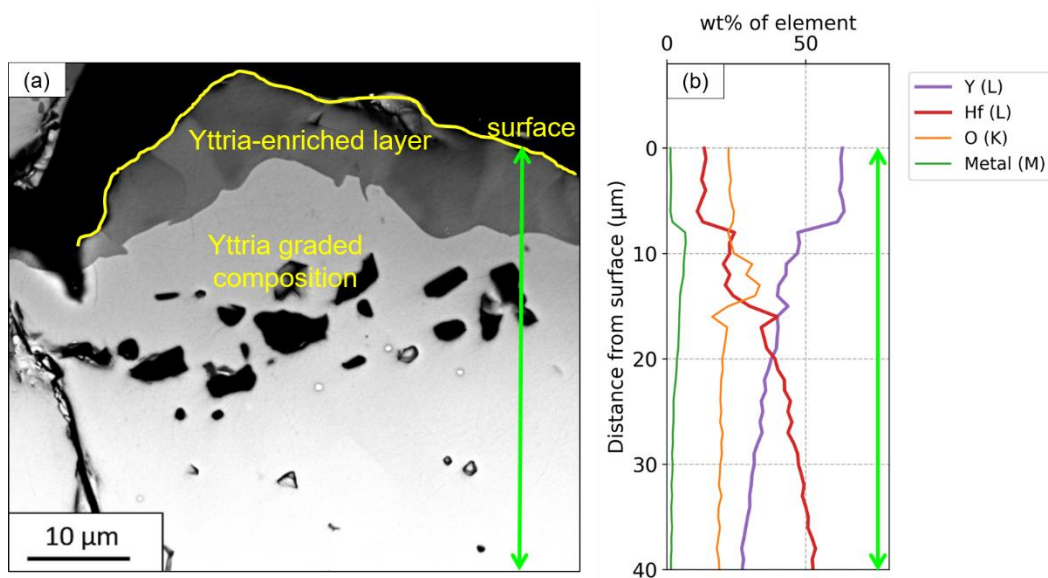 (a)
surface
Yttria-enriched layer
Yttria graded
composition
10 µm
wt% of element
0
50
(b)
0
10
20
30
40
Distance from surface (µm)
Y (L)
Hf (L)
O (K)
Metal (M)